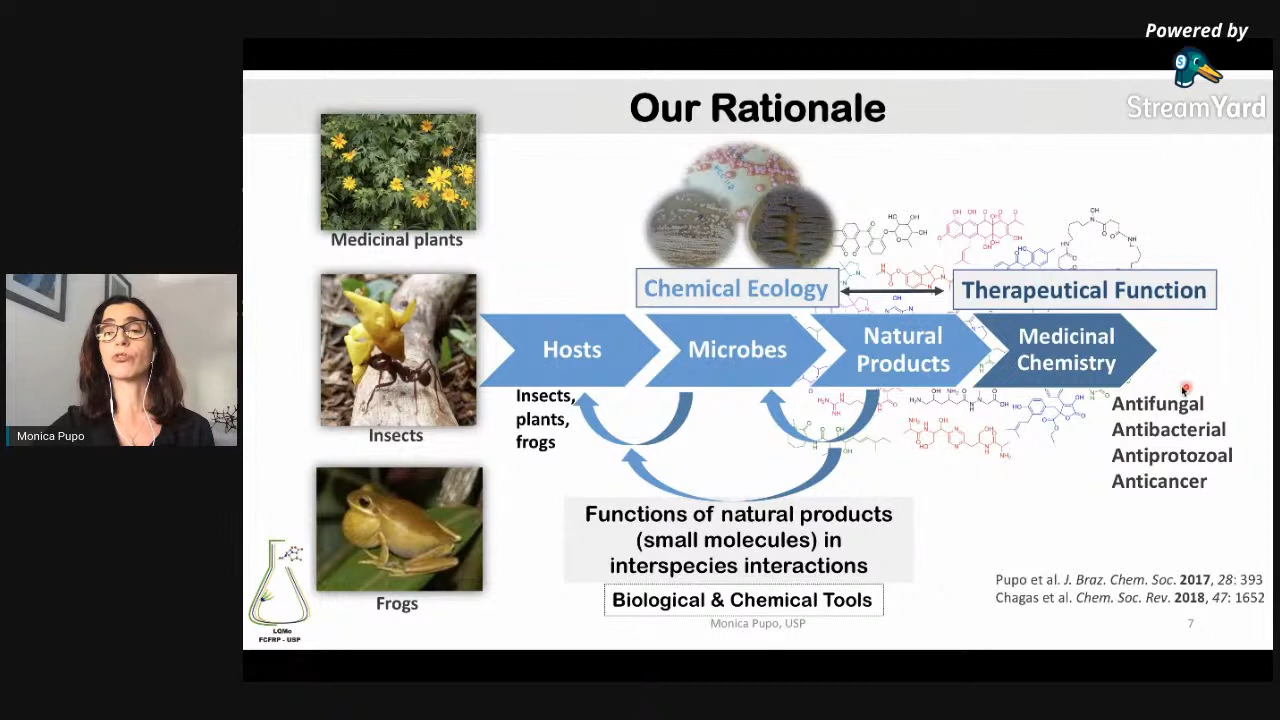 Powered by
StreamYard
Our Rationale
Medicinal plants
Insects
Frogs
Monica Pupo
Chemical Ecology
Therapeutical Function
Hosts
Microbes
Natural
Products
Medicinal
Chemistry
Insects,
plants,
frogs
Antifungal
Antibacterial
Antiprotozoal
Anticancer
Functions of natural products
(small molecules) in
interspecies interactions
Biological & Chemical Tools
Pupo et al. J. Braz. Chem. Soc. 2017, 28: 393
Chagas et al. Chem. Soc. Rev. 2018, 47: 1652
Monica Pupo, USP
7
LQMo
FCFRP - USP